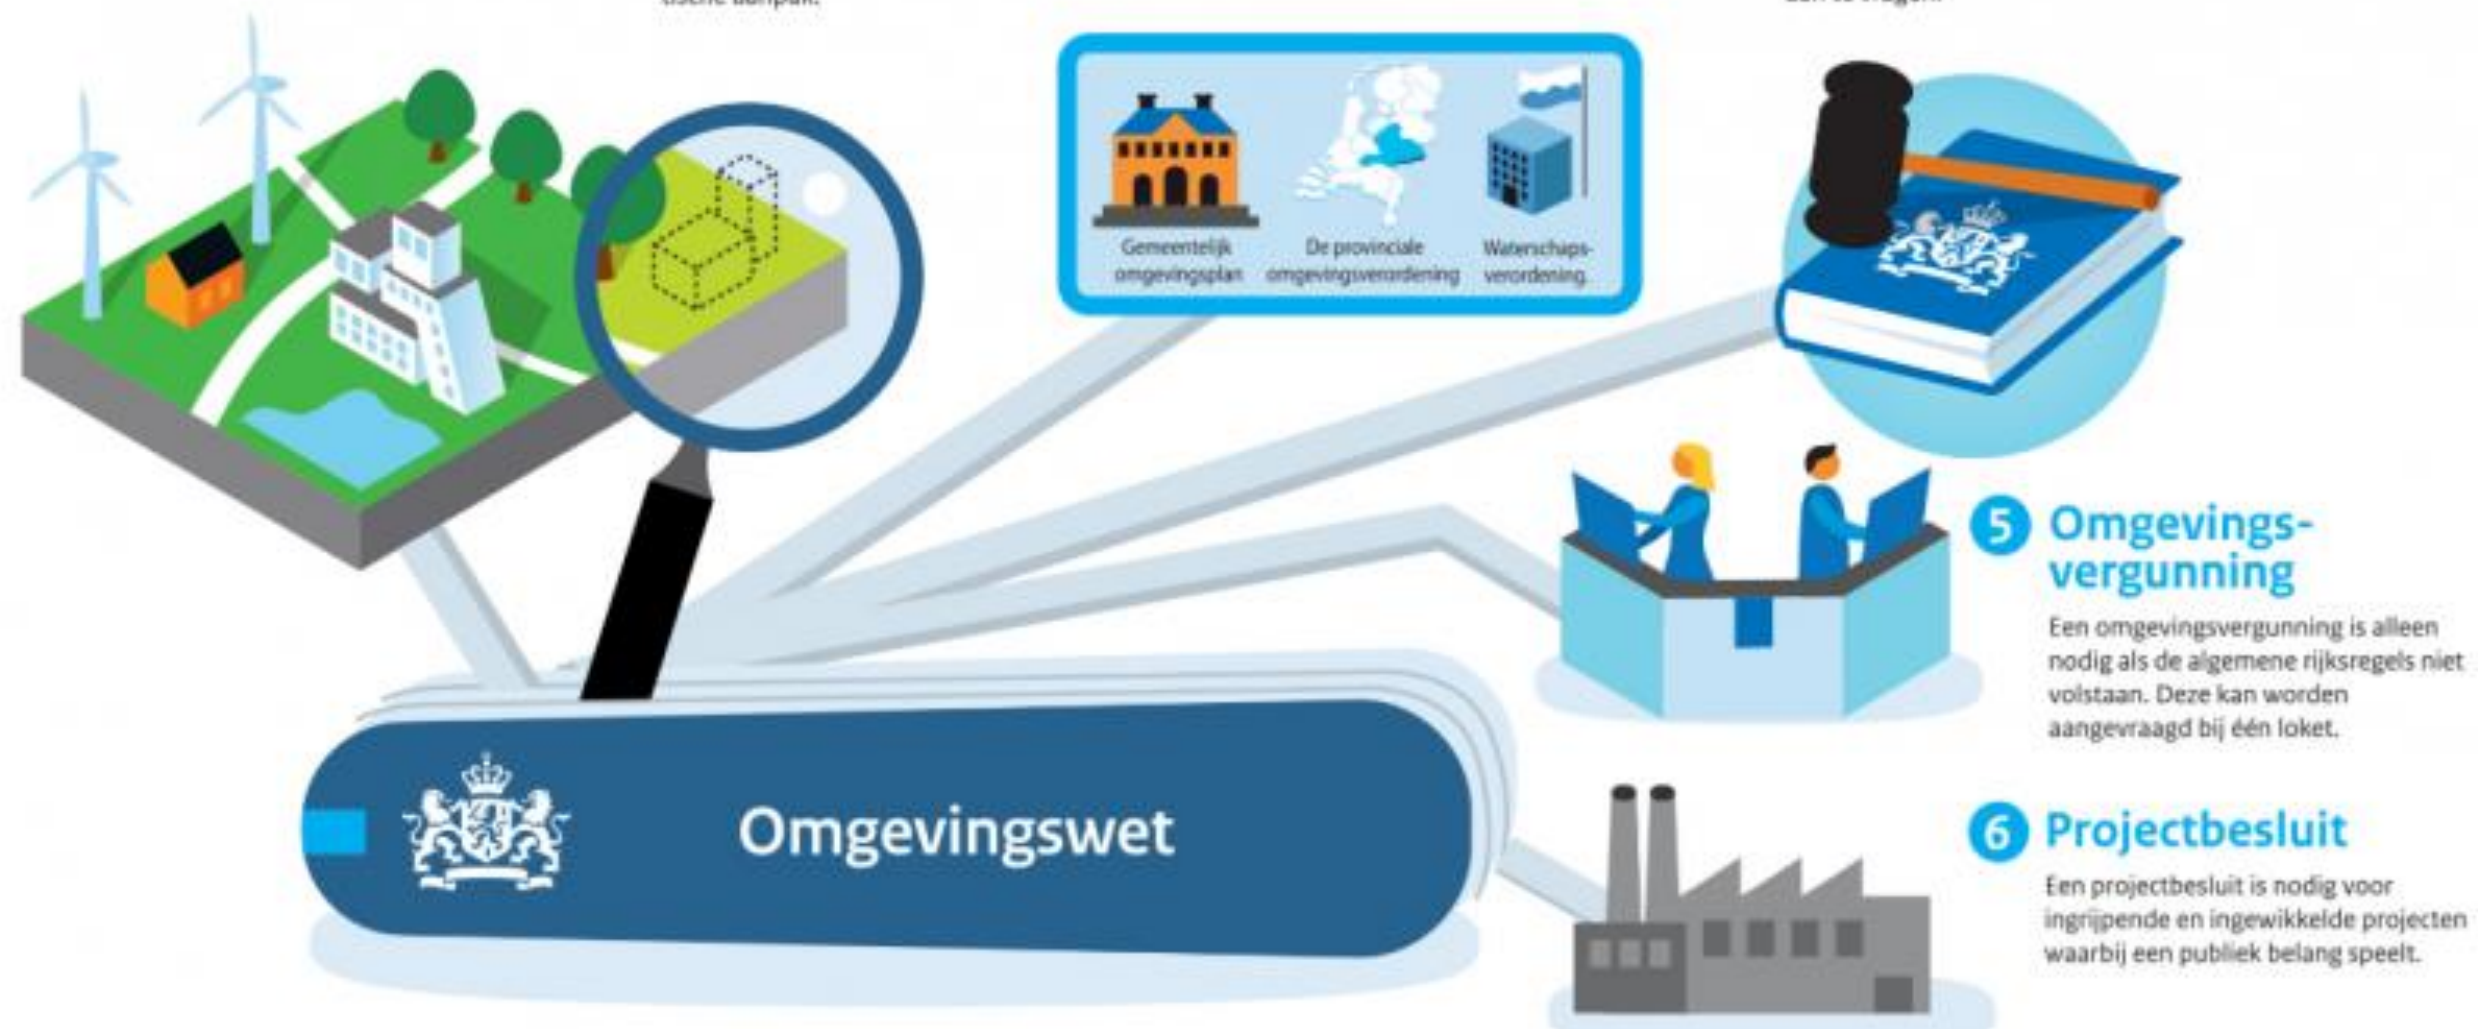 tische aanpak.
Gemeentelijk
omgevingsplan
De provinciale
omgevingsverordening
Waterschaps-
verordening.
5 Omgevings-
vergunning
Een omgevingsvergunning is alleen
nodig als de algemene rijksregels niet
volstaan. Deze kan worden
aangevraagd bij één loket.
Omgevingswet
6 Projectbesluit
Een projectbesluit is nodig voor
ingrijpende en ingewikkelde projecten
waarbij een publiek belang speelt.